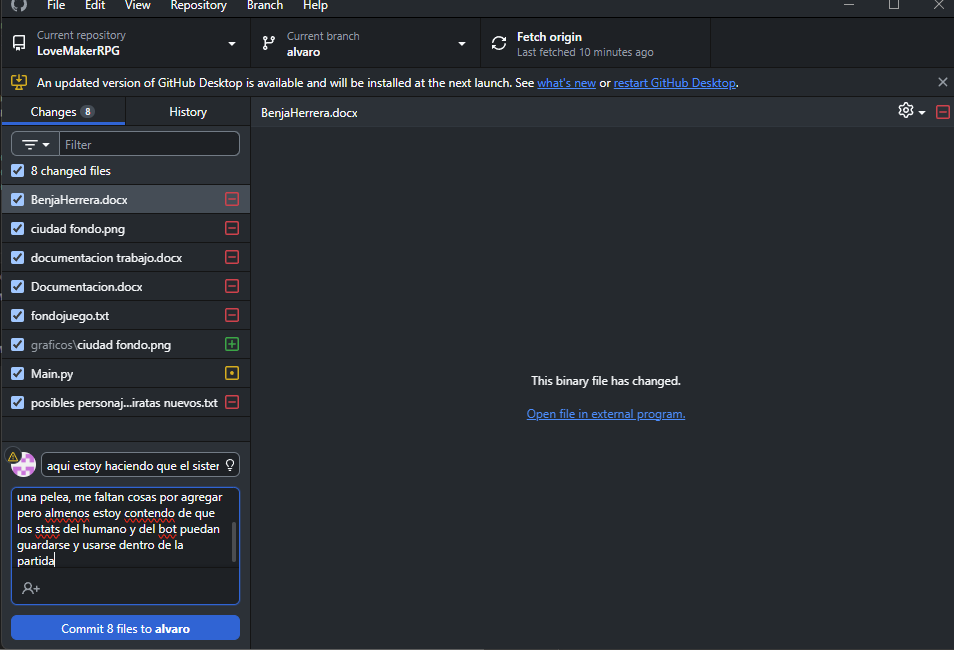 File Edit View Repository Branch Help
Current repository
LoveMakerRPG
Current branch
alvaro
Fetch origin
Last fetched 10 minutes ago
An updated version of GitHub Desktop is available and will be installed at the next launch. See what's new or restart GitHub Desktop.
Changes 8 History
BenjaHerrera.docx
Filter
8 changed files
BenjaHerrera.docx
ciudad fondo.png
documentacion trabajo.docx
Documentacion.docx
fondojuego.txt
graficos\ciudad fondo.png
Main.py
posibles personaj...iratas nuevos.txt
This binary file has changed.
Open file in external program.
aqui estoy haciendo que el sister
una pelea, me faltan cosas por agregar
pero almenos estoy contendo de que
los stats del humano y del bot puedan
guardarse y usarse dentro de la
partida
Commit 8 files to alvaro